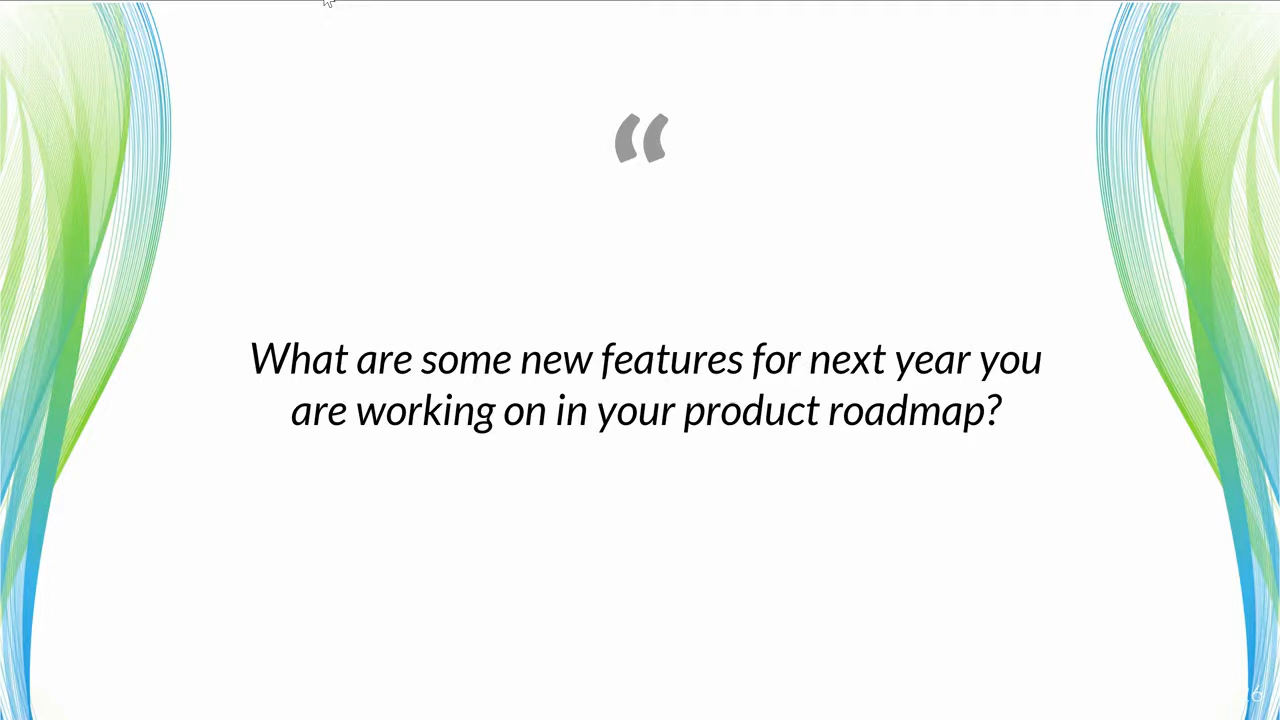 “
What are some new features for next year you
are working on in your product roadmap?